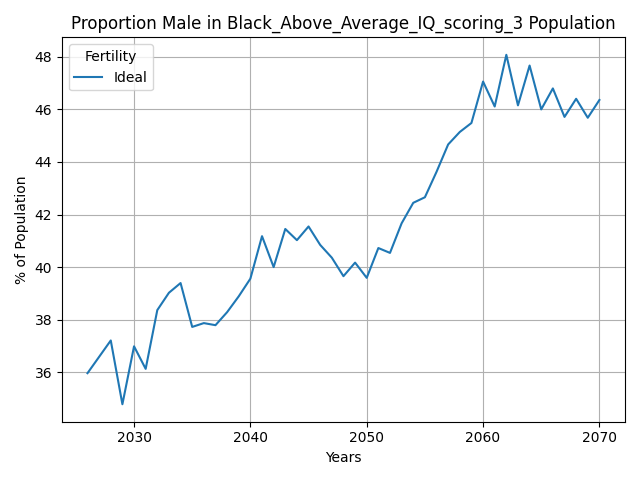 Proportion Male in Black_Above_Average_IQ_scoring_3 Population
Fertility
Ideal
% of Population
48
46
44
42
40
38
36
2030
2040
2050
2060
2070
Years